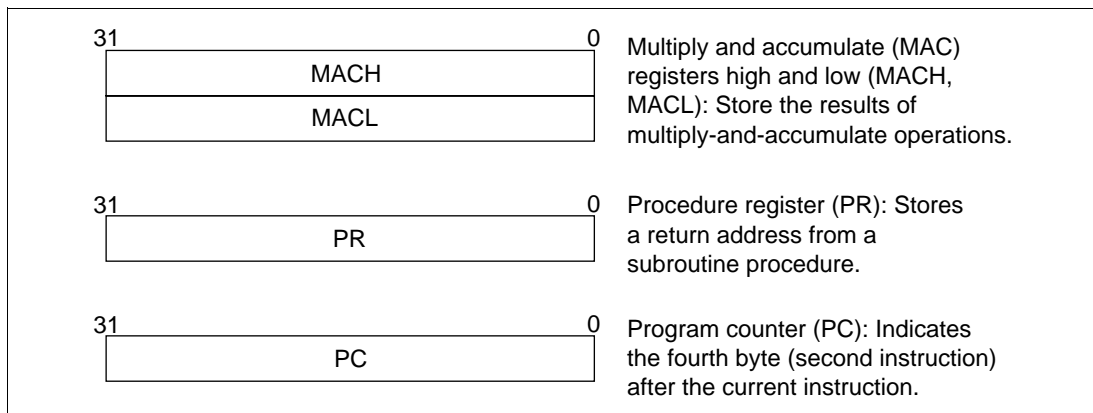 31 0
MACH
MACL
Multiply and accumulate (MAC)
registers high and low (MACH,
MACL): Store the results of
multiply-and-accumulate operations.
31 0
PR
Procedure register (PR): Stores
a return address from a
subroutine procedure.
31 0
PC
Program counter (PC): Indicates
the fourth byte (second instruction)
after the current instruction.